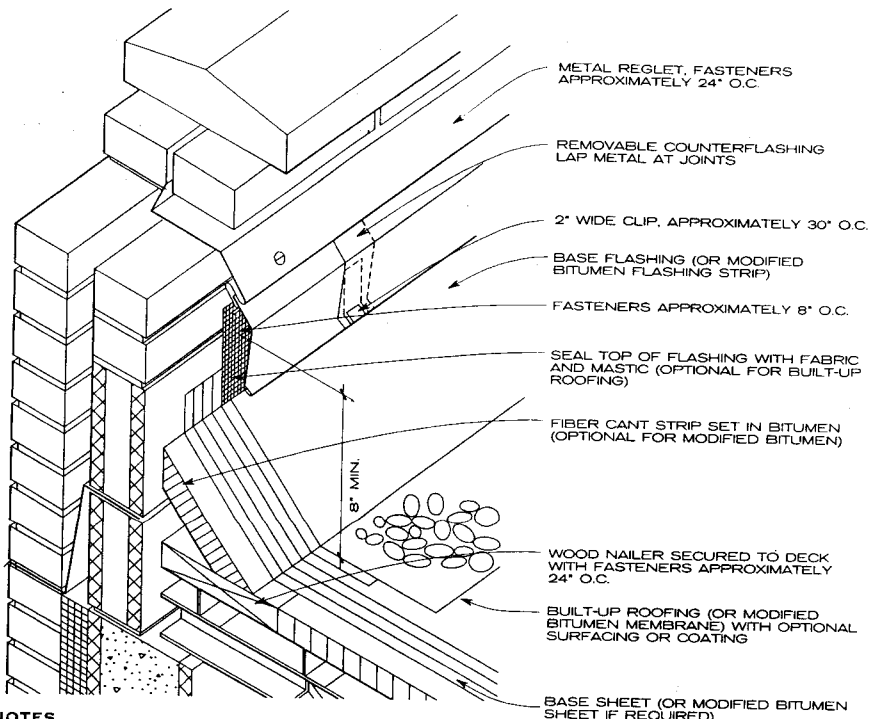 METAL REGLET, FASTENERS
APPROXIMATELY 24" O.C.
REMOVABLE COUNTERFLASHING
LAP METAL AT JOINTS
2" WIDE CLIP, APPROXIMATELY 30" O.C.
BASE FLASHING (OR MODIFIED
BITUMEN FLASHING STRIP)
FASTENERS APPROXIMATELY 8" O.C.
SEAL TOP OF FLASHING WITH FABRIC
AND MASTIC (OPTIONAL FOR BUILT-UP
ROOFING)
FIBER CANT STRIP SET IN BITUMEN
(OPTIONAL FOR MODIFIED BITUMEN)
8" MIN.
WOOD NAILER SECURED TO DECK
WITH FASTENERS APPROXIMATELY
24" O.C.
BUILT-UP ROOFING (OR MODIFIED
BITUMEN MEMBRANE) WITH OPTIONAL
SURFACING OR COATING
BASE SHEET (OR MODIFIED BITUMEN
SHEET IF REQUIRED)
NOTES